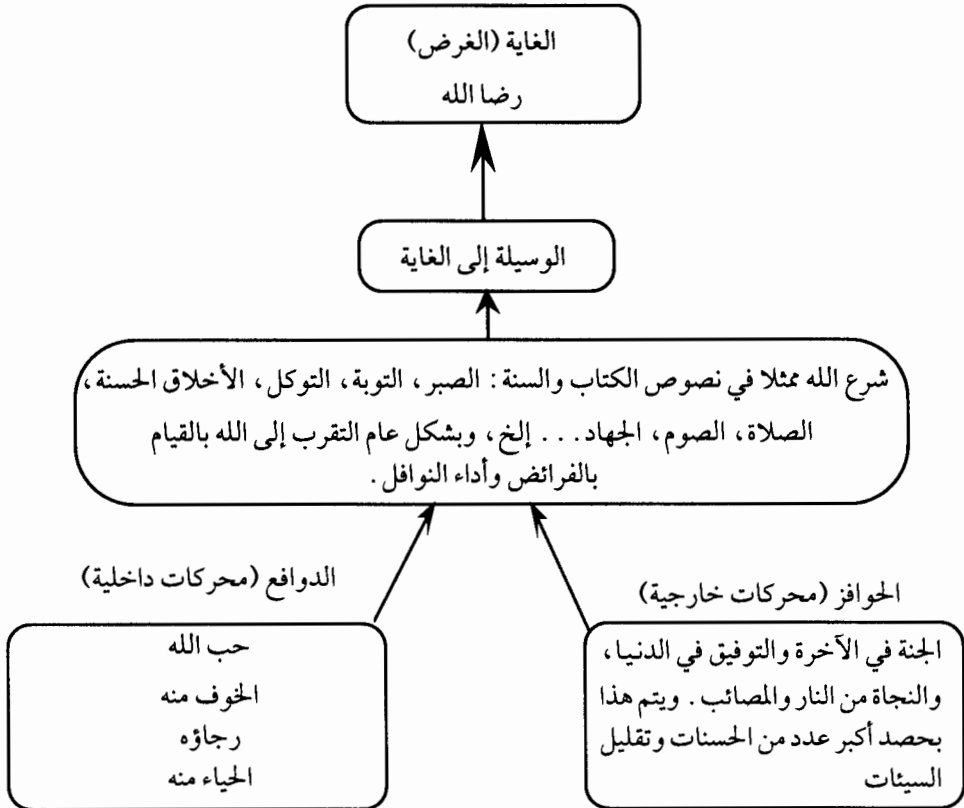 الغاية (الغرض)
رضا الله
الوسيلة إلى الغاية
شرع الله ممثلا في نصوص الكتاب والسنة: الصبر، التوبة، التوكل، الأخلاق الحسنة،
الصلاة، الصوم، الجهاد... إلخ، وبشكل عام التقرب إلى الله بالقيام
بالفرائض وأداء النوافل.
الحوافز (محركات خارجية)
الجنة في الآخرة والتوفيق في الدنيا،
والنجاة من النار والمصائب. ويتم هذا
بحصد أكبر عدد من الحسنات وتقليل
السيئات
الدوافع (محركات داخلية)
حب الله
الخوف منه
رجاؤه
الحياء منه